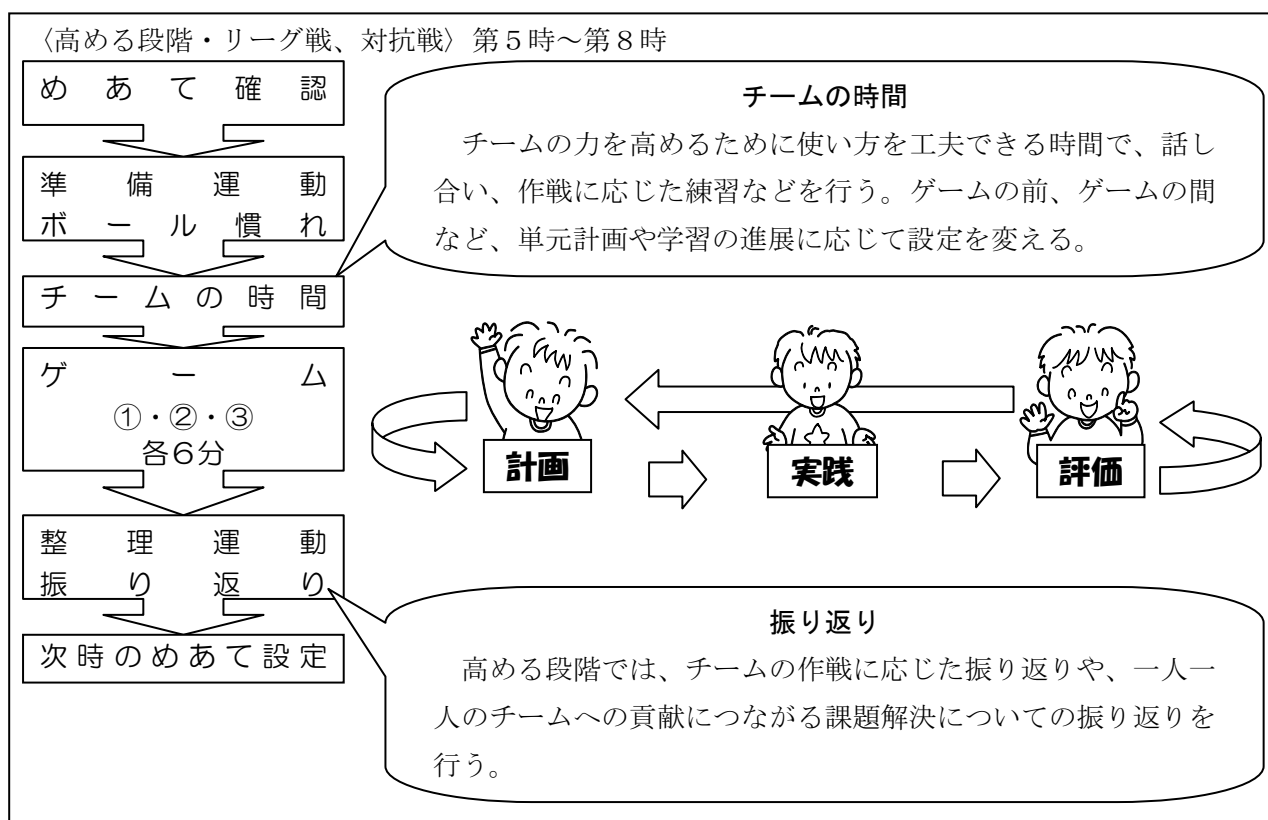 〈高める段階・リーグ戦、対抗戦〉第５時～第８時
めあて確認
準備運動
ボール慣れ
チームの時間
ゲーム
①・②・③
各６分
整理運動
振り返り
次時のめあて設定
チームの時間
チームの力を高めるために使い方を工夫できる時間で、話し
合い、作戦に応じた練習などを行う。ゲームの前、ゲームの間
など、単元計画や学習の進展に応じて設定を変える。
計画
実践
評価
振り返り
高める段階では、チームの作戦に応じた振り返りや、一人一
人のチームへの貢献につながる課題解決についての振り返りを
行う。